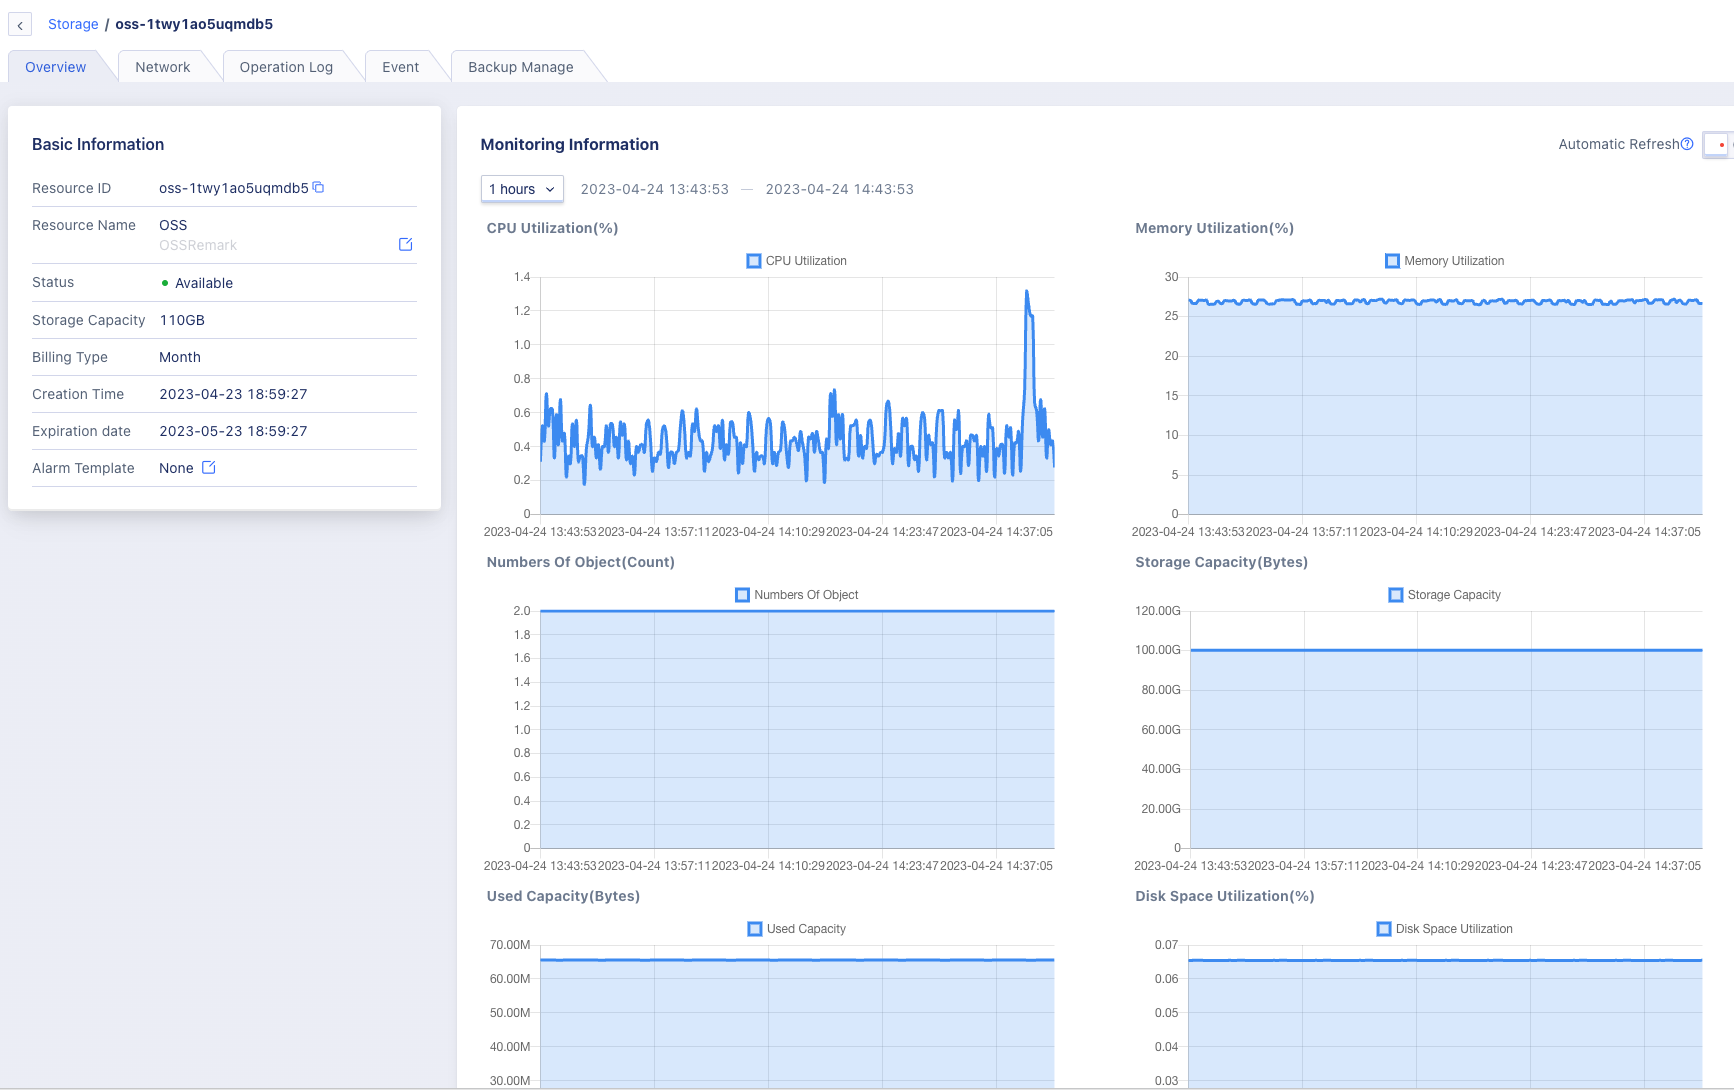 Storage / oss-1twy1ao5uqmdb5
Overview
Network
Operation Log
Event
Backup Manage
Basic Information
Resource ID oss-1twy1ao5uqmdb5
Resource Name OSS
OSSRemark
Status Available
Storage Capacity 110GB
Billing Type Month
Creation Time 2023-04-23 18:59:27
Expiration date 2023-05-23 18:59:27
Alarm Template None
Monitoring Information
Automatic Refresh
1 hours 2023-04-24 13:43:53 — 2023-04-24 14:43:53
CPU Utilization(%)
CPU Utilization
1.4
1.2
1.0
0.8
0.6
0.4
0.2
0
2023-04-24 13:43:53 2023-04-24 13:57:11 2023-04-24 14:10:29 2023-04-24 14:23:47 2023-04-24 14:37:05
Memory Utilization(%)
Memory Utilization
30
25
20
15
10
5
0
2023-04-24 13:43:53 2023-04-24 13:57:11 2023-04-24 14:10:29 2023-04-24 14:23:47 2023-04-24 14:37:05
Numbers Of Object(Count)
Numbers Of Object
2.0
1.8
1.6
1.4
1.2
1.0
0.8
0.6
0.4
0.2
0
2023-04-24 13:43:53 2023-04-24 13:57:11 2023-04-24 14:10:29 2023-04-24 14:23:47 2023-04-24 14:37:05
Storage Capacity(Bytes)
Storage Capacity
120.00G
100.00G
80.00G
60.00G
40.00G
20.00G
0
2023-04-24 13:43:53 2023-04-24 13:57:11 2023-04-24 14:10:29 2023-04-24 14:23:47 2023-04-24 14:37:05
Used Capacity(Bytes)
Used Capacity
70.00M
60.00M
50.00M
40.00M
30.00M
Disk Space Utilization(%)
Disk Space Utilization
0.07
0.06
0.05
0.04
0.03